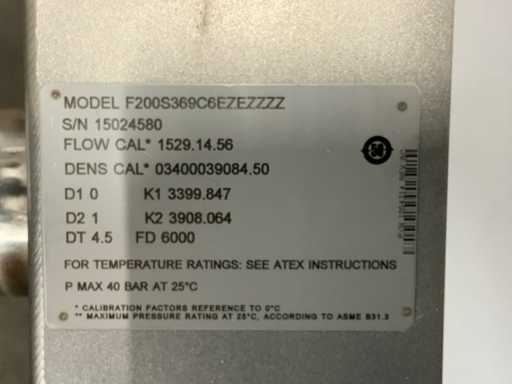 MODEL F200S369C6EZEZZZZ
S/N 15024580
FLOW CAL* 1529.14.56
DENS CAL* 03400039084.50
D1 0 K1 3399.847
D2 1 K2 3908.064
DT 4.5 FD 6000
FOR TEMPERATURE RATINGS: SEE ATEX INSTRUCTIONS
P MAX 40 BAR AT 25°C
* CALIBRATION FACTORS REFERENCE TO 0°C
** MAXIMUM PRESSURE RATING AT 25°C, ACCORDING TO ASME B31.3